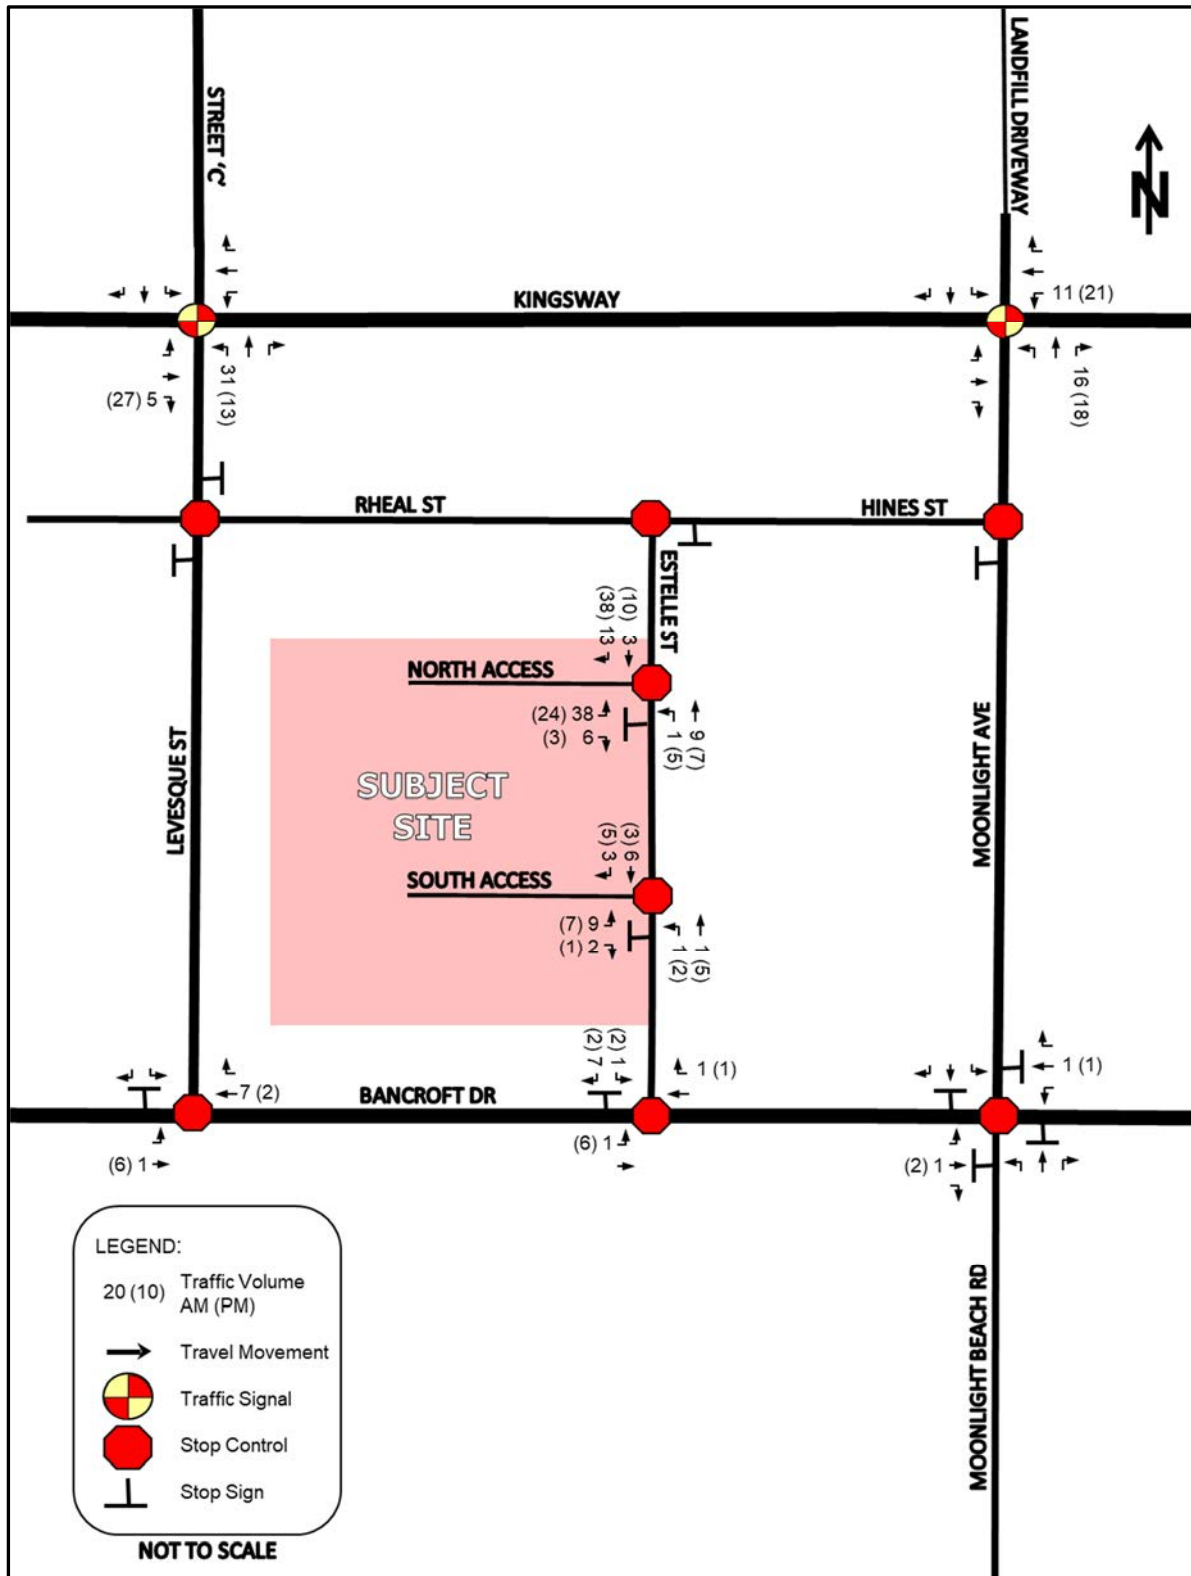 STREET 'C'
LANDFILL DRIVEWAY
N
KINGSWAY
11 (21)
(27) 5
31 (13)
16 (18)
RHEAL ST
HINES ST
ESTELLE ST
(10) 3
(38) 13
NORTH ACCESS
(24) 38
(3) 6
9 (7)
1 (5)
LEVESQUE ST
MOONLIGHT AVE
SUBJECT
SITE
(3) 6
(5) 3
SOUTH ACCESS
(7) 9
(1) 2
1 (5)
1 (2)
(2) 1
(2) 7
7 (2)
BANCROFT DR
1 (1)
1 (1)
(6) 1
(6) 1
(2) 1
MOONLIGHT BEACH RD
LEGEND:
20 (10) Traffic Volume
AM (PM)
Travel Movement
Traffic Signal
Stop Control
Stop Sign
NOT TO SCALE